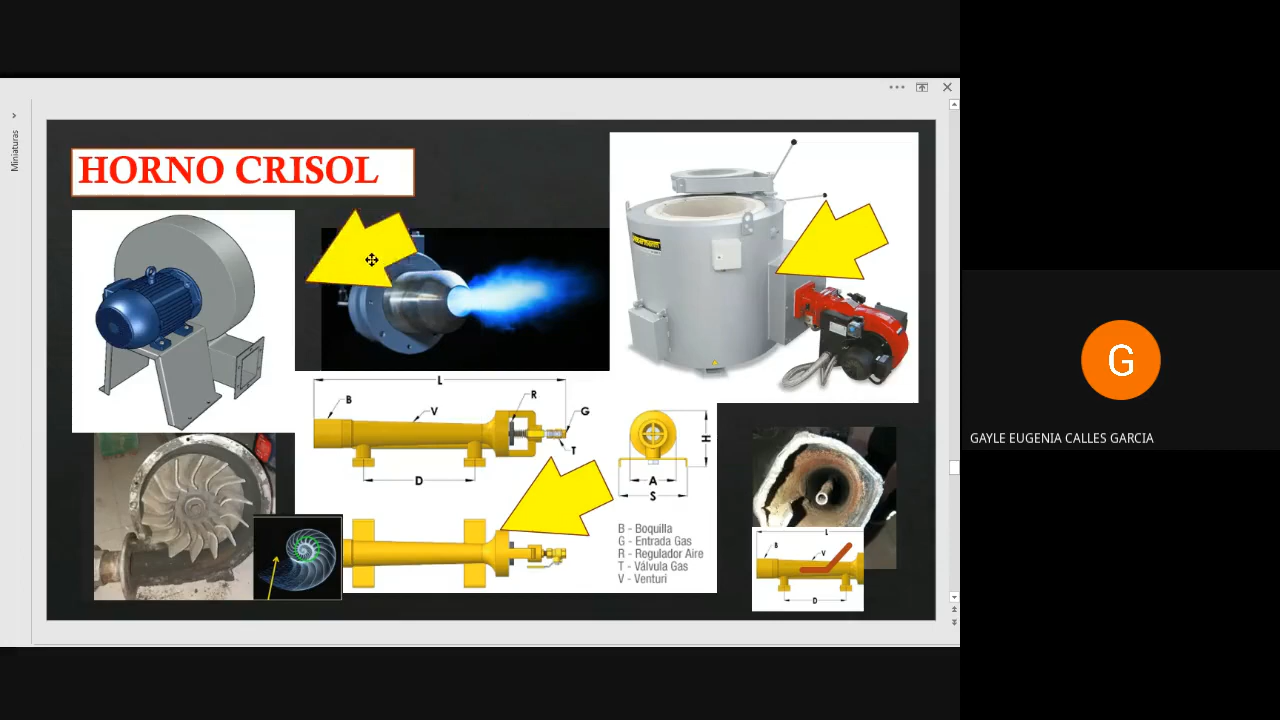 Miniaturas
HORNO CRISOL
L
B
V
R
G
T
D
H
A
S
B - Boquilla
G - Entrada Gas
R - Regulador Aire
T - Válvula Gas
V - Venturi
L
B
V
D
G
GAYLE EUGENIA CALLES GARCIA